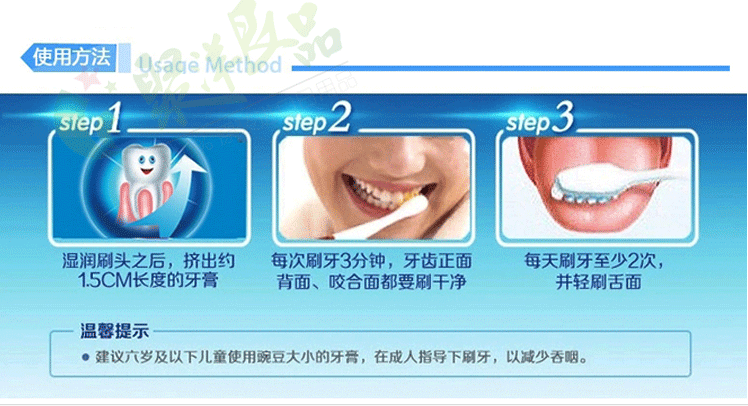 使用方法
Usage Method
step1
step2
step3
湿润刷头之后，挤出约
1.5CM长度的牙膏
每次刷牙3分钟，牙齿正面
背面、咬合面都要刷干净
每天刷牙至少2次，
并轻刷舌面
温馨提示
• 建议六岁及以下儿童使用豌豆大小的牙膏，在成人指导下刷牙，以减少吞咽。